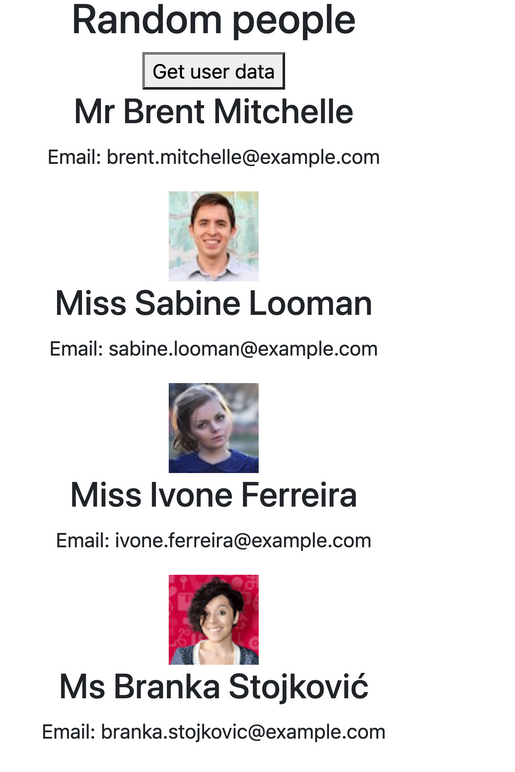 Random people
Get user data
Mr Brent Mitchelle
Email: brent.mitchelle@example.com
Miss Sabine Looman
Email: sabine.looman@example.com
Miss Ivone Ferreira
Email: ivone.ferreira@example.com
Ms Branka Stojković
Email: branka.stojkovic@example.com